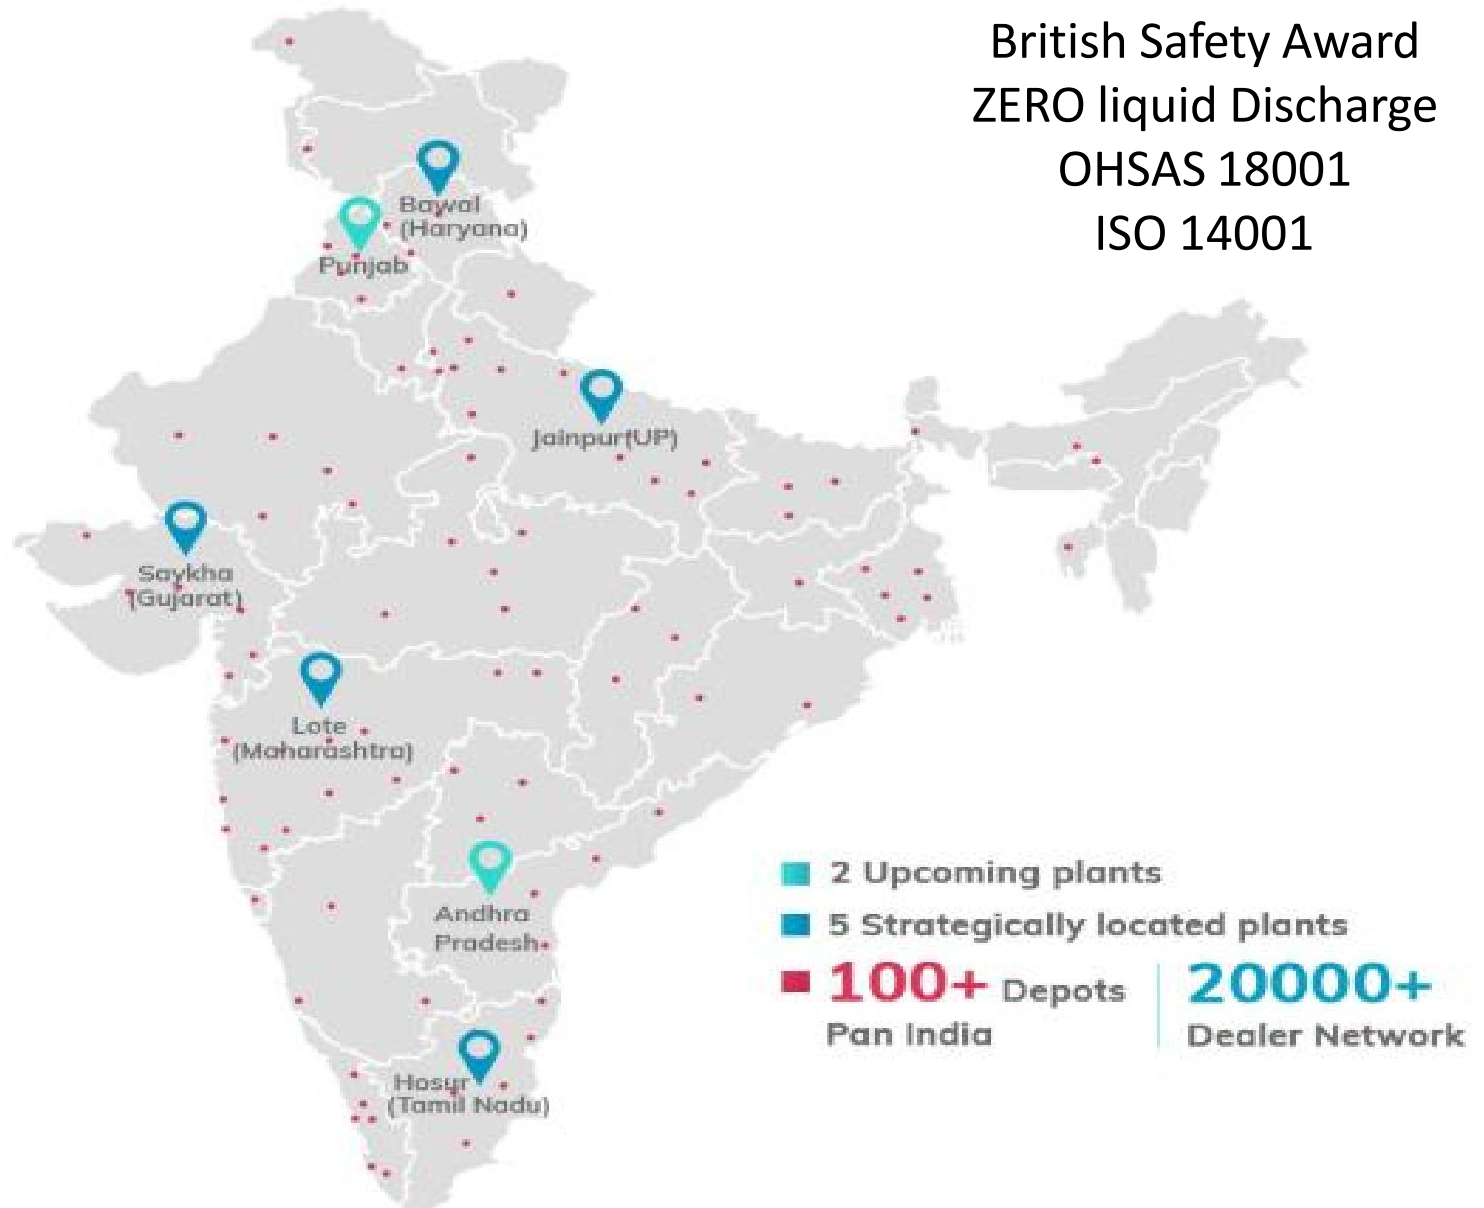 British Safety Award
ZERO liquid Discharge
OHSAS 18001
ISO 14001
Bawal
(Haryana)
Punjab
Jainpur(UP)
Saykha
(Gujarat)
Lote
(Maharashtra)
Andhra
Pradesh
Hosur
(Tamil Nadu)
2 Upcoming plants
5 Strategically located plants
100+ Depots
Pan India
20000+
Dealer Network